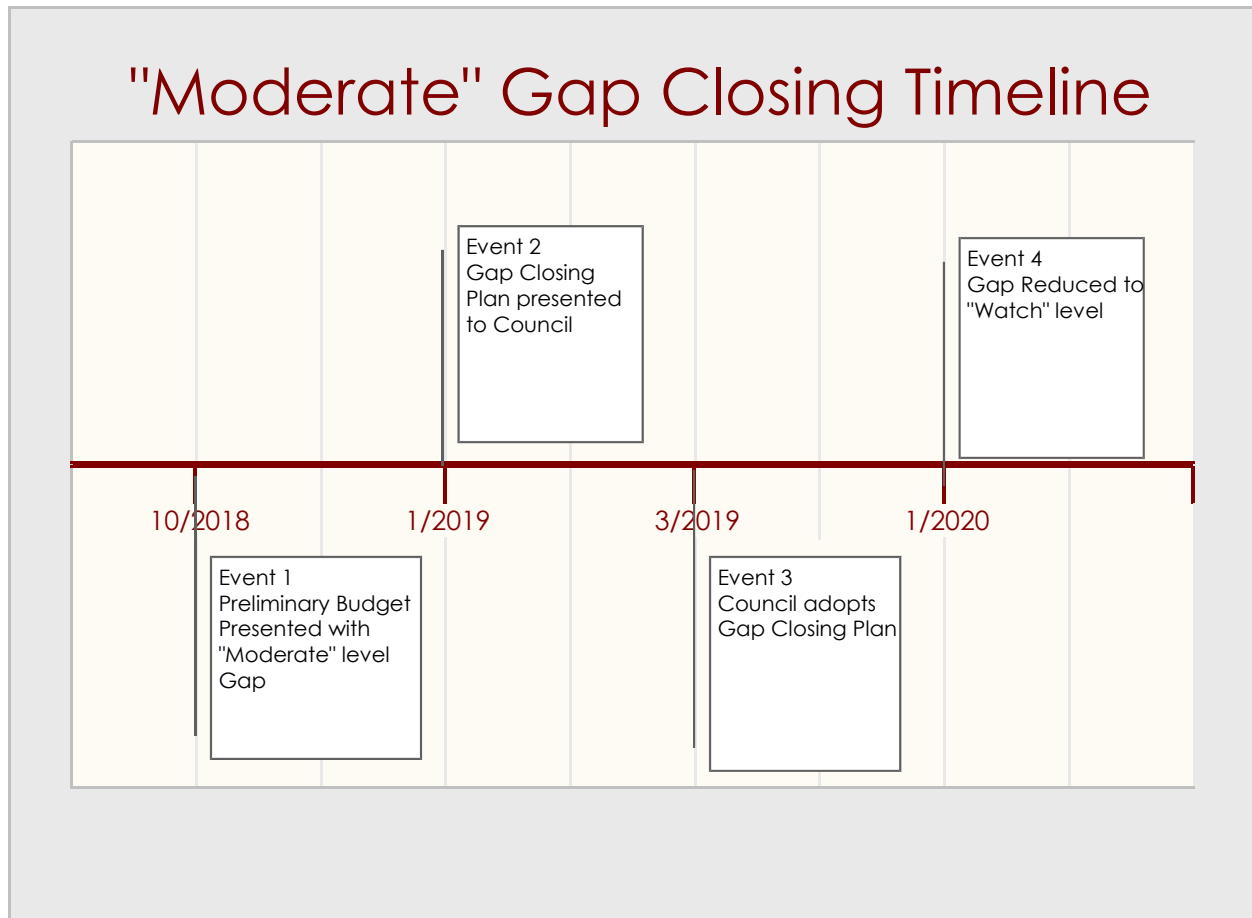 "Moderate" Gap Closing Timeline
Event 2
Gap Closing
Plan presented
to Council
Event 4
Gap Reduced to
"Watch" level
10/2018
1/2019
3/2019
1/2020
Event 1
Preliminary Budget
Presented with
"Moderate" level
Gap
Event 3
Council adopts
Gap Closing Plan